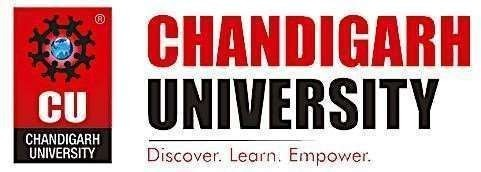 CU
CHANDIGARH
UNIVERSITY
CHANDIGARH
UNIVERSITY
Discover. Learn. Empower.